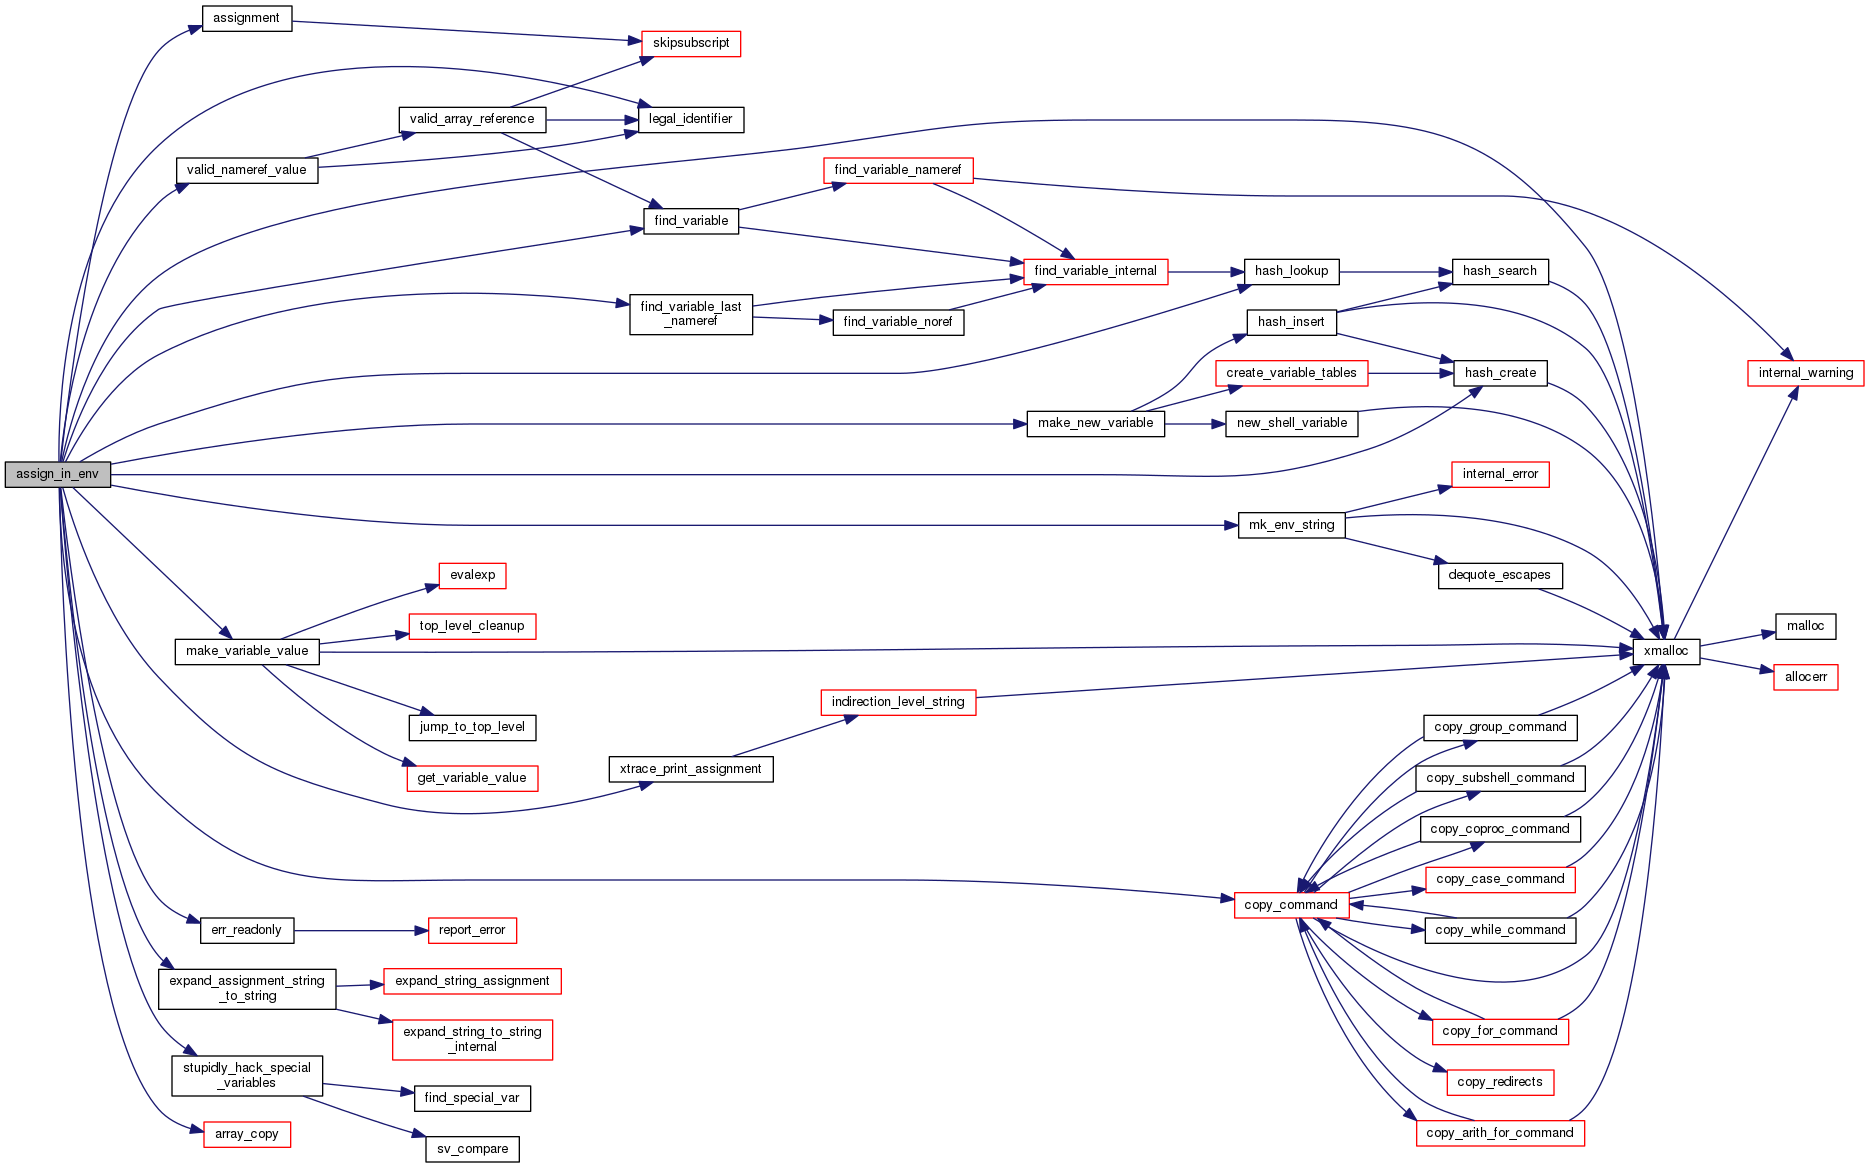 assignment
skipsubscript
valid_array_reference
legal_identifier
valid_nameref_value
find_variable_nameref
find_variable
find_variable_internal
hash_lookup
hash_search
find_variable_last
_nameref
find_variable_noref
hash_insert
create_variable_tables
hash_create
internal_warning
make_new_variable
new_shell_variable
assign_in_env
internal_error
mk_env_string
evalexp
dequote_escapes
top_level_cleanup
malloc
make_variable_value
xmalloc
allocerr
indirection_level_string
jump_to_top_level
copy_group_command
xtrace_print_assignment
get_variable_value
copy_subshell_command
copy_coproc_command
copy_case_command
copy_command
err_readonly
report_error
copy_while_command
expand_assignment_string
_to_string
expand_string_assignment
expand_string_to_string
_internal
copy_for_command
stupidly_hack_special
_variables
find_special_var
copy_redirects
array_copy
sv_compare
copy_arith_for_command